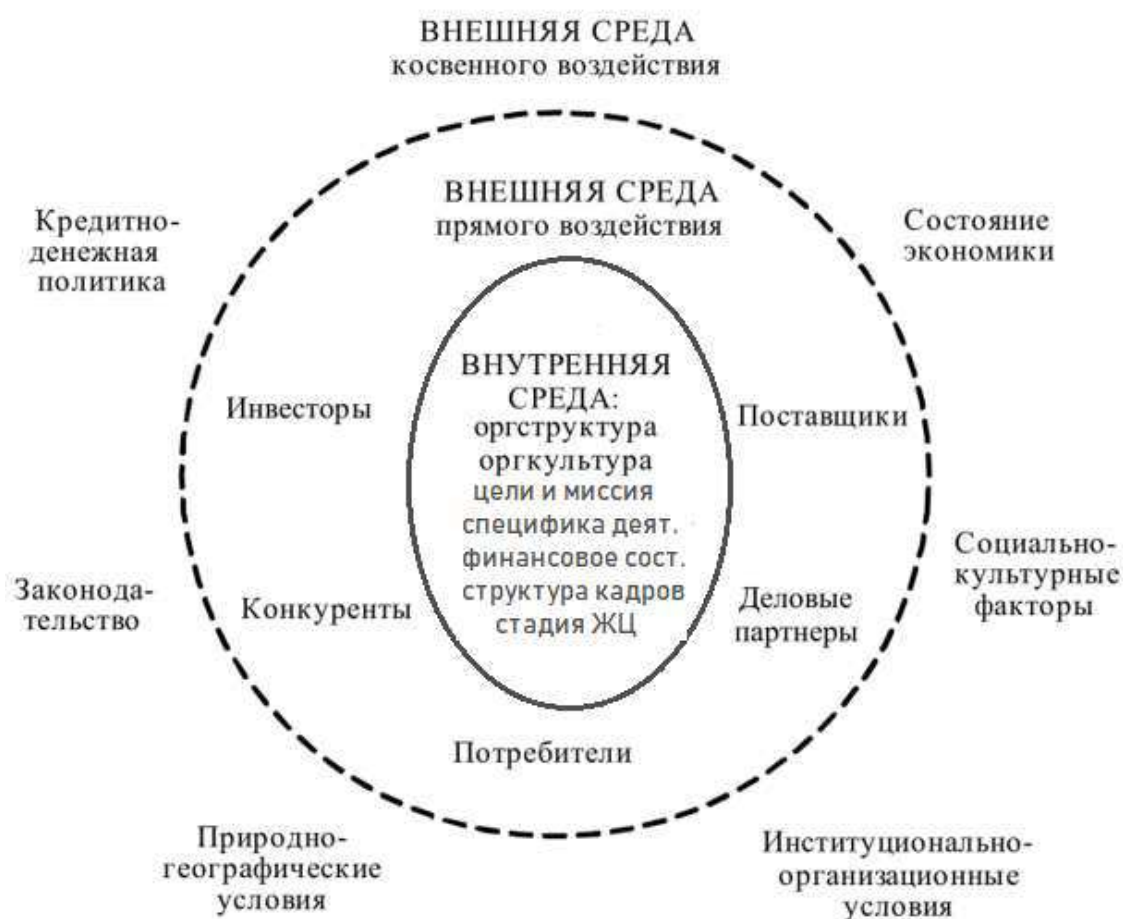 ВНЕШНЯЯ СРЕДА
косвенного воздействия
ВНЕШНЯЯ СРЕДА
прямого воздействия
Кредитно-
денежная
политика
Состояние
экономики
ВНУТРЕННЯЯ
СРЕДА:
оргструктура
оргкультура
цели и миссия
специфика деят.
финансовое сост.
структура кадров
стадия ЖЦ
Инвесторы
Поставщики
Законода-
тельство
Конкуренты
Деловые
партнеры
Социально-
культурные
факторы
Потребители
Природно-
географические
условия
Институционально-
организационные
условия